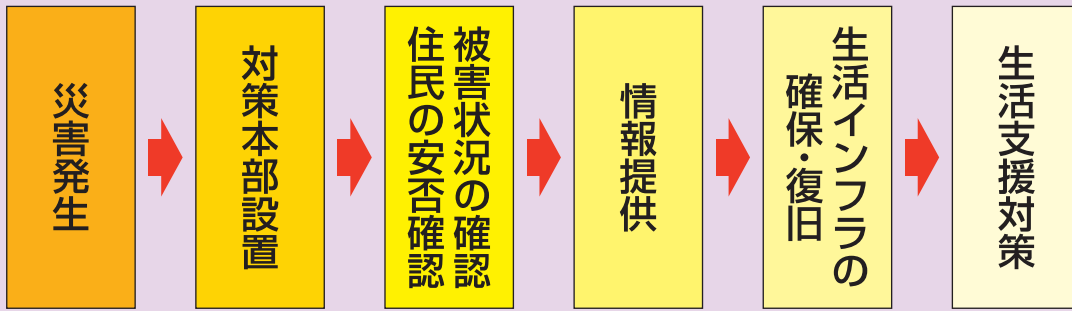 災害発生
対策本部設置
被害状況の確認
住民の安否確認
情報提供
生活インフラの
確保・復旧
生活支援対策